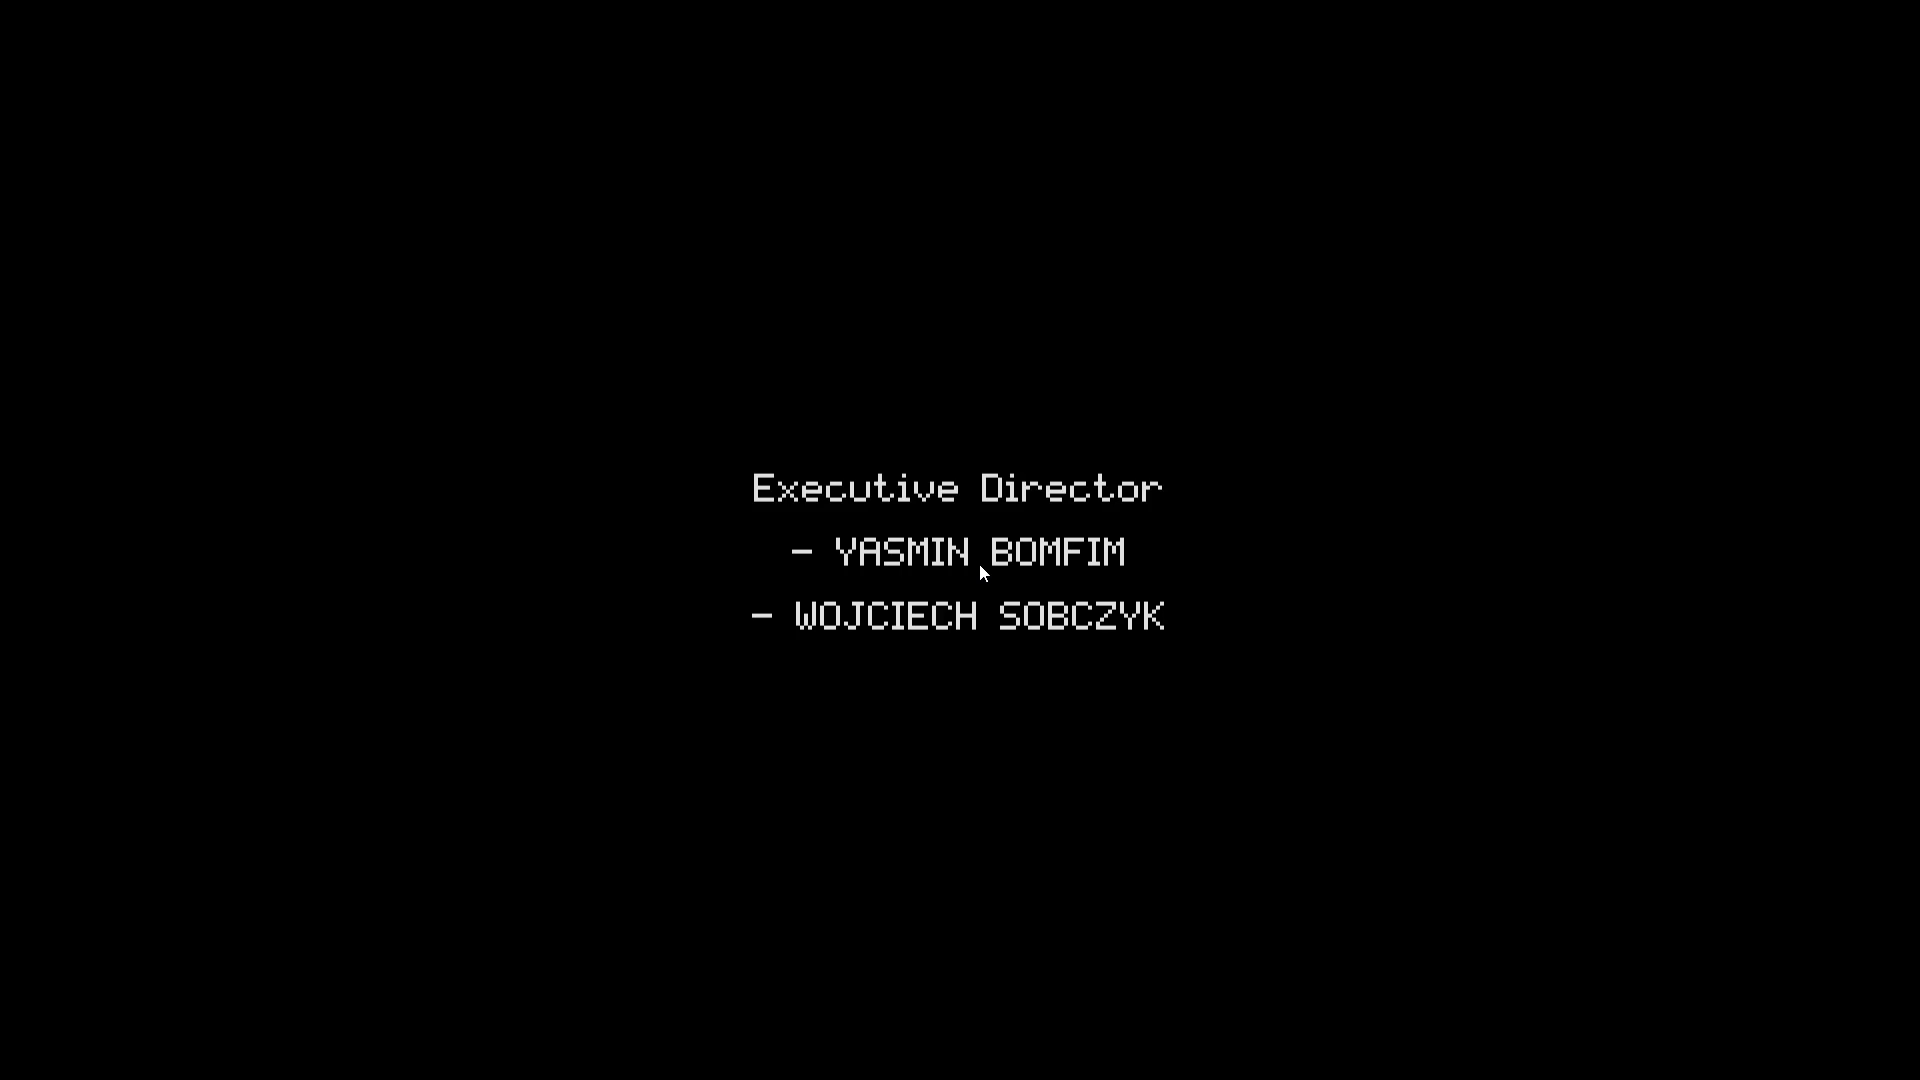 Executive Director
- YASMIN BOMFIM
- WOJCIECH SOBCZYK